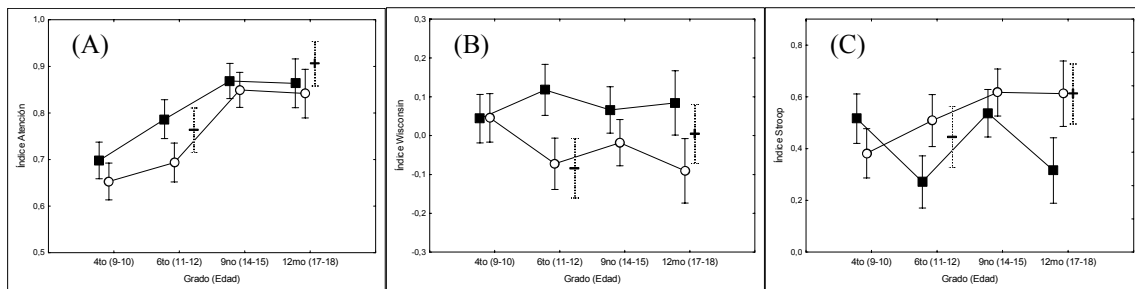 (A)
Índice Atención
1,0
0,9
0,8
0,7
0,6
0,5
4to (9-10) 6to (11-12) 9no (14-15) 12mo (17-18)
Grado (Edad)
(B)
Índice Wisconsin
0,3
0,2
0,1
0,0
-0,1
-0,2
-0,3
4to (9-10) 6to (11-12) 9no (14-15) 12mo (17-18)
Grado (Edad)
(C)
Índice Stroop
0,8
0,6
0,4
0,2
0,0
4to (9-10) 6to (11-12) 9no (14-15) 12mo (17-18)
Grado (Edad)